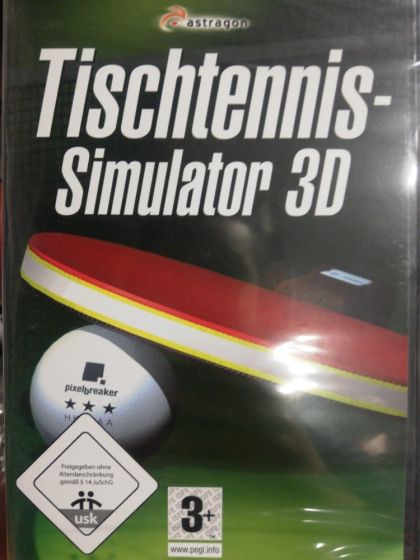 astragon
Tischtennis-
Simulator 3D
pixelbreaker
★★★
Freigegeben ohne
Altersbeschränkung
gemäß § 14 JuSchG
usk
3+
www.pegi.info